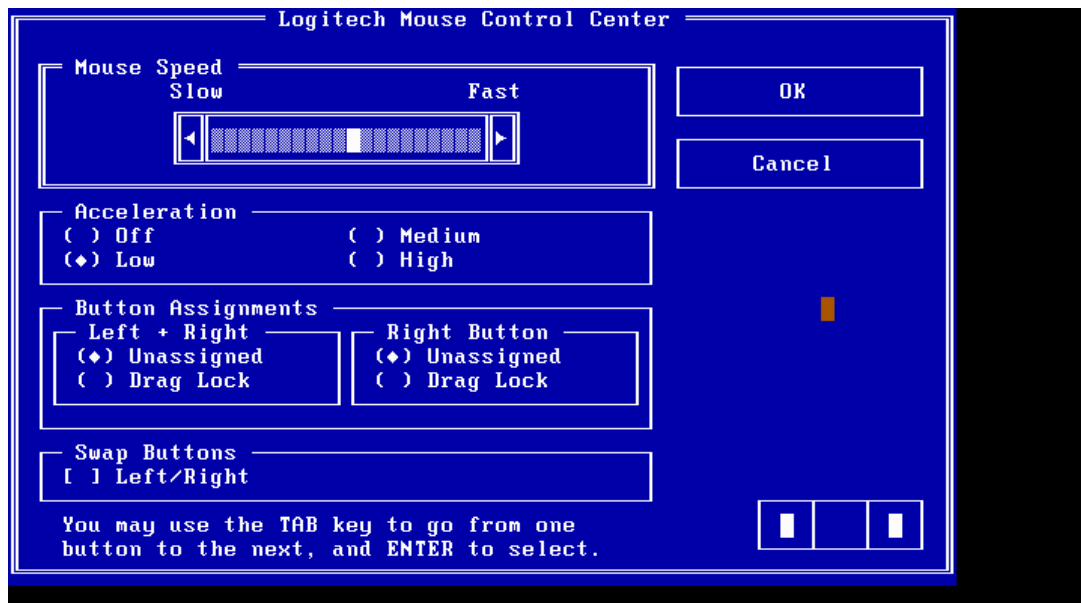 Logitech Mouse Control Center
Mouse Speed
Slow Fast
OK
Cancel
Acceleration
( ) Off ( ) Medium
(♦) Low ( ) High
Button Assignments
Left + Right Right Button
(♦) Unassigned (♦) Unassigned
( ) Drag Lock ( ) Drag Lock
Swap Buttons
[ ] Left/Right
You may use the TAB key to go from one
button to the next, and ENTER to select.